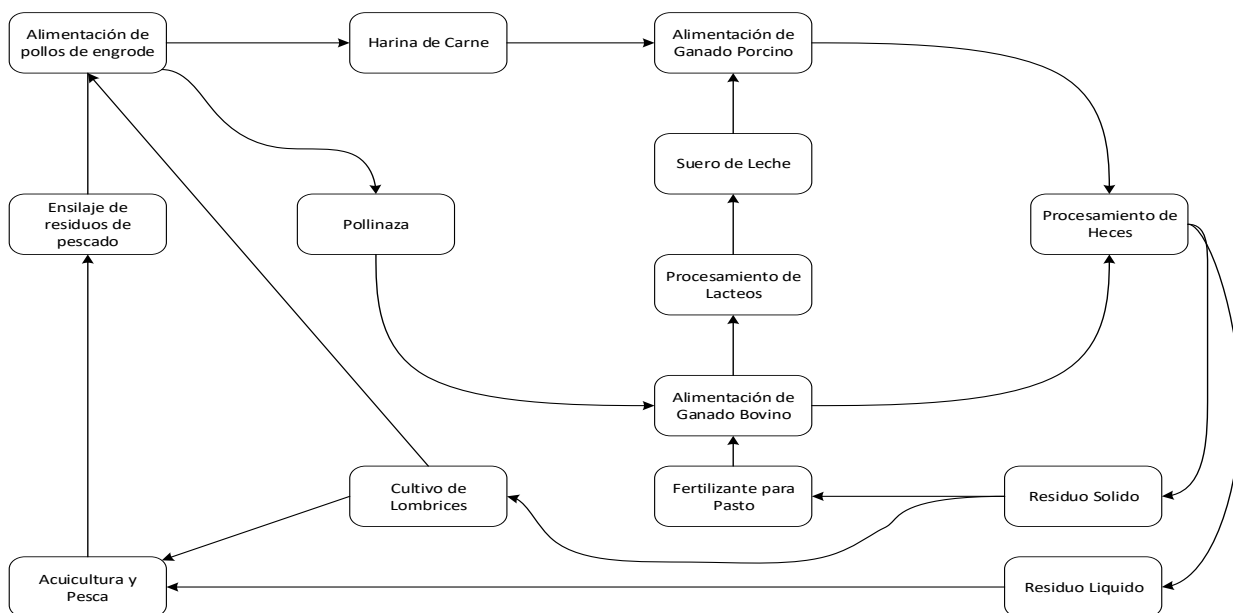 Alimentación de
pollos de engrode
Harina de Carne
Alimentación de
Ganado Porcino
Suero de Leche
Ensilaje de
residuos de
pescado
Pollinaza
Procesamiento de
Heces
Procesamiento de
Lacteos
Alimentación de
Ganado Bovino
Cultivo de
Lombrices
Fertilizante para
Pasto
Residuo Solido
Acuicultura y
Pesca
Residuo Liquido